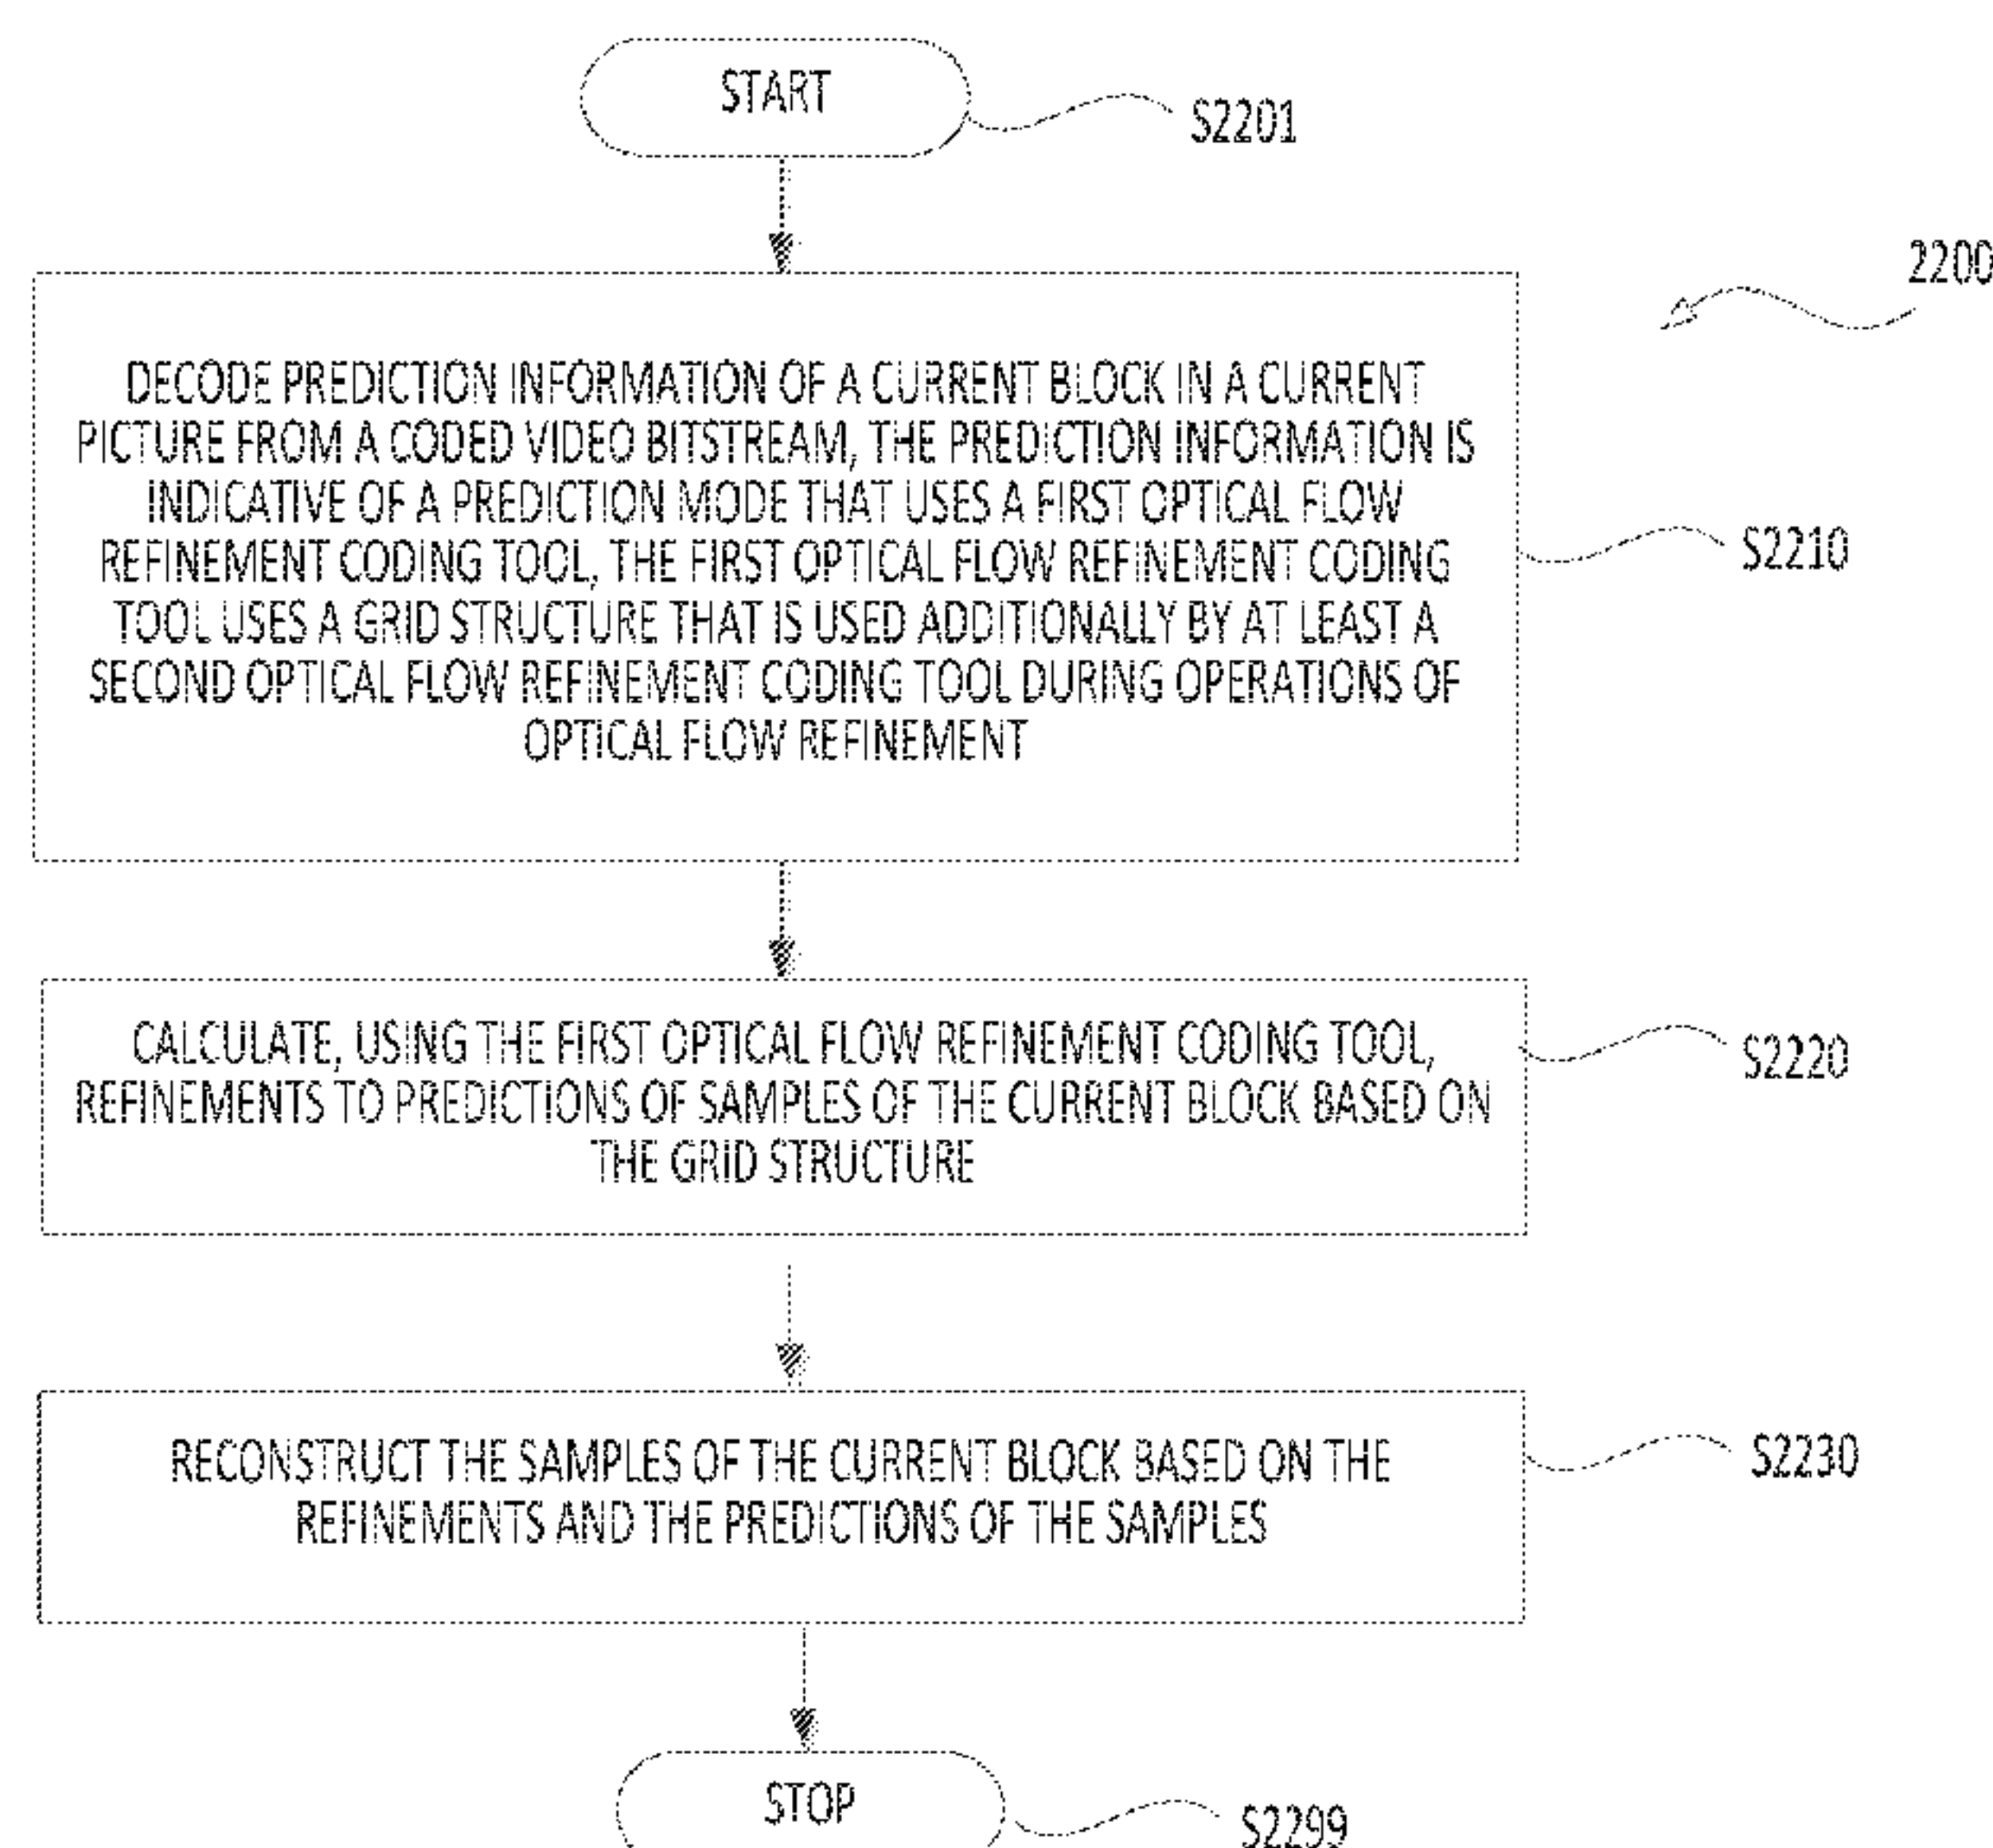 START
S2201
2200
DECODE PREDICTION INFORMATION OF A CURRENT BLOCK IN A CURRENT
PICTURE FROM A CODED VIDEO BITSTREAM, THE PREDICTION INFORMATION IS
INDICATIVE OF A PREDICTION MODE THAT USES A FIRST OPTICAL FLOW
REFINEMENT CODING TOOL, THE FIRST OPTICAL FLOW REFINEMENT CODING
TOOL USES A GRID STRUCTURE THAT IS USED ADDITIONALLY BY AT LEAST A
SECOND OPTICAL FLOW REFINEMENT CODING TOOL DURING OPERATIONS OF
OPTICAL FLOW REFINEMENT
S2210
CALCULATE, USING THE FIRST OPTICAL FLOW REFINEMENT CODING TOOL,
REFINEMENTS TO PREDICTIONS OF SAMPLES OF THE CURRENT BLOCK BASED ON
THE GRID STRUCTURE
S2220
RECONSTRUCT THE SAMPLES OF THE CURRENT BLOCK BASED ON THE
REFINEMENTS AND THE PREDICTIONS OF THE SAMPLES
S2230
STOP
S2299